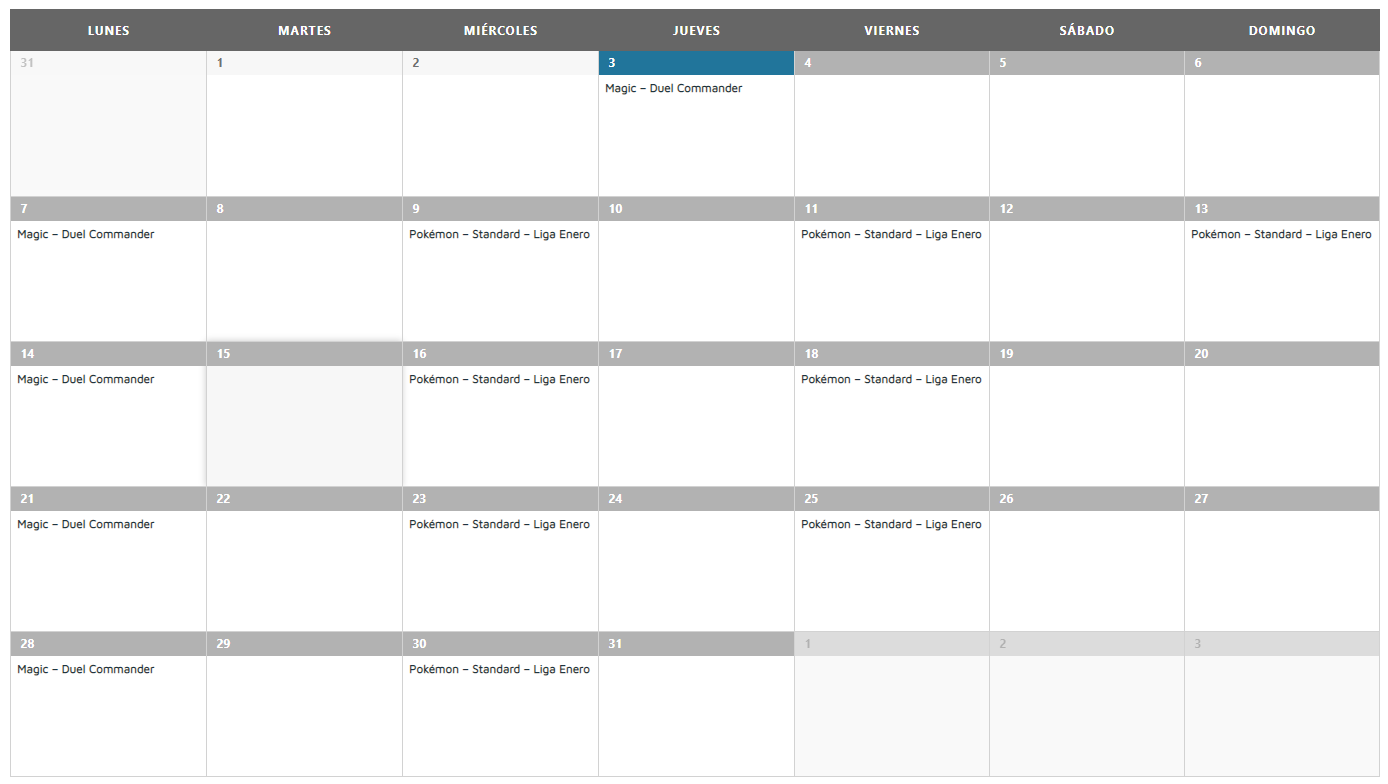 LUNES MARTES MIÉRCOLES JUEVES VIERNES SÁBADO DOMINGO
31 1 2 3 4 5 6
Magic – Duel Commander
7 8 9 10 11 12 13
Magic – Duel Commander Pokémon – Standard – Liga Enero Pokémon – Standard – Liga Enero Pokémon – Standard – Liga Enero
14 15 16 17 18 19 20
Magic – Duel Commander Pokémon – Standard – Liga Enero Pokémon – Standard – Liga Enero
21 22 23 24 25 26 27
Magic – Duel Commander Pokémon – Standard – Liga Enero Pokémon – Standard – Liga Enero
28 29 30 31 1 2 3
Magic – Duel Commander Pokémon – Standard – Liga Enero